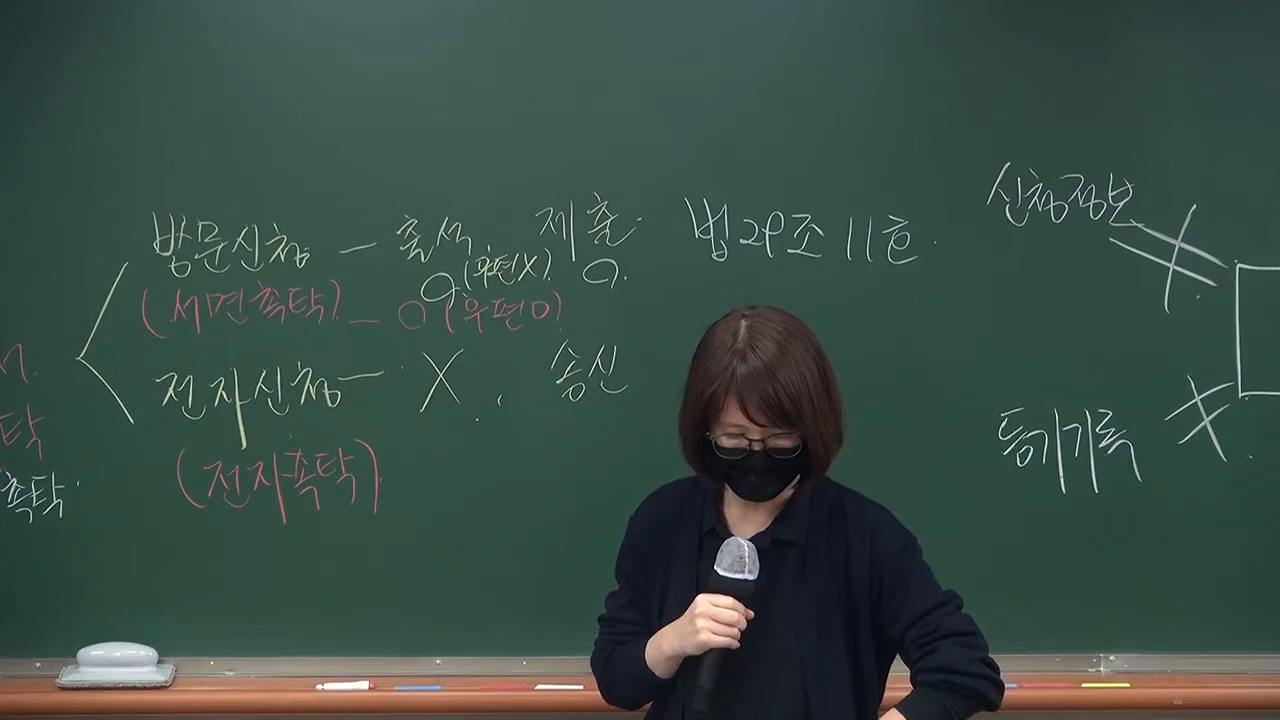 방문신청 — 출석 제출. 법 29조 11호.
(우편X).
(서면촉탁) — O (우편O)
전자신청 — X. 송신
(전자촉탁)
탁
촉탁.
신청정보
등기기록